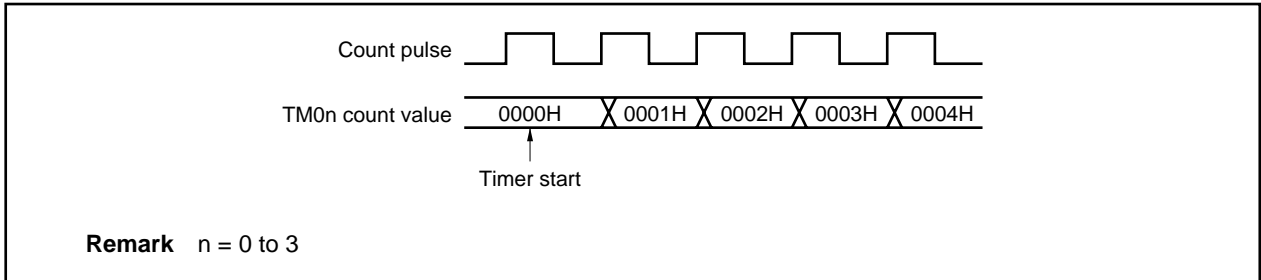 Count pulse
TM0n count value 0000H 0001H 0002H 0003H 0004H
Timer start
Remark n = 0 to 3